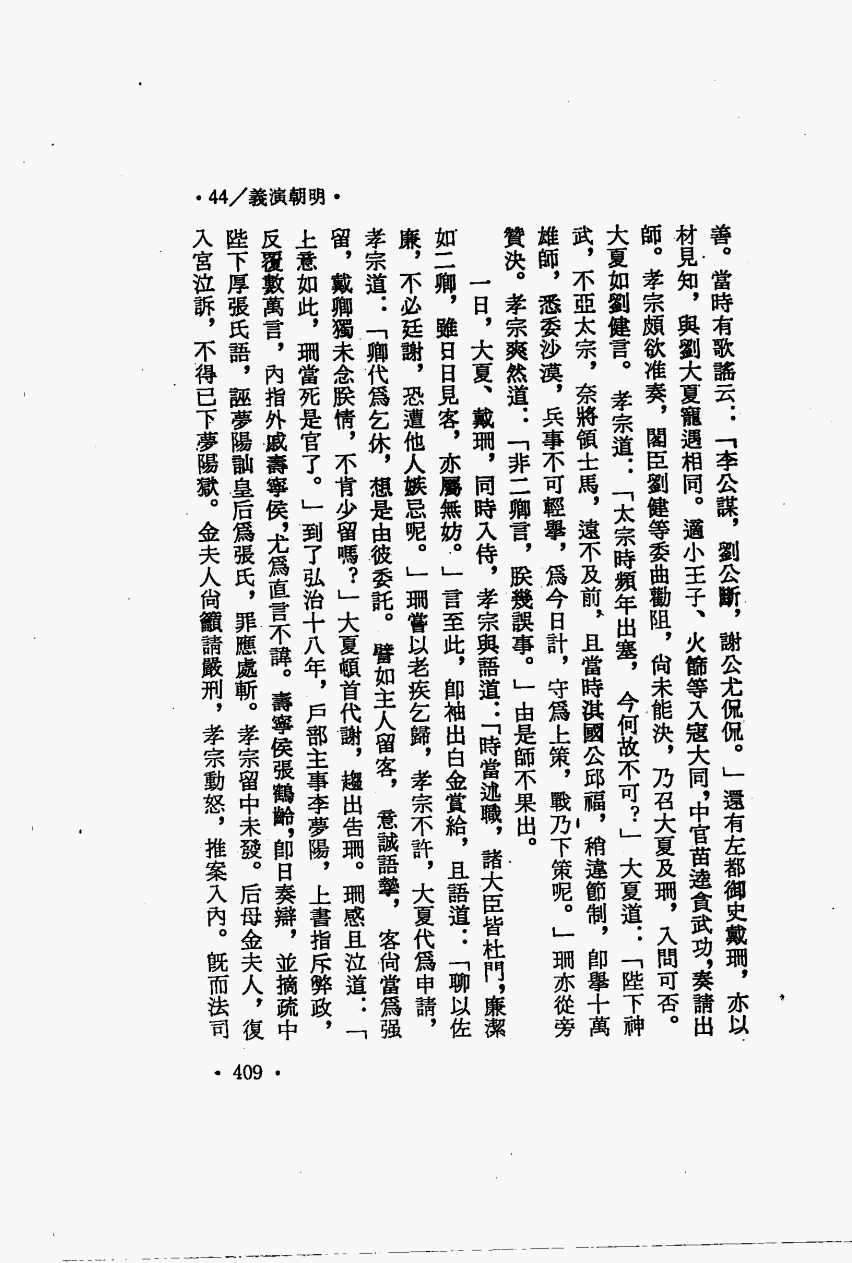 ·44／義演朝明·
善。當時有歌謠云：「李公謀，劉公斷，謝公尤侃侃。」還有左都御史戴珊，亦以
材見知，與劉大夏寵遇相同。適小王子、火篩等入寇大同，中官苗逵貪武功，奏請出
師。孝宗頗欲准奏，閣臣劉健等委曲勸阻，尙未能決，乃召大夏及珊，入問可否。
大夏如劉健言。孝宗道：「太宗時頻年出塞，今何故不可？」大夏道：「陛下神
武，不亞太宗，奈將領士馬，遠不及前，且當時淇國公邱福，稍違節制，卽擧十萬
雄師，悉委沙漠，兵事不可輕擧，爲今日計，守爲上策，戰乃下策呢。」珊亦從旁
贊決。孝宗爽然道：「非二卿言，朕幾誤事。」由是師不果出。
一日，大夏、戴珊，同時入侍，孝宗與語道：「時當述職，諸大臣皆杜門，廉潔
如二卿，雖日日見客，亦屬無妨。」言至此，卽袖出白金賞給，且語道：「聊以佐
廉，不必廷謝，恐遭他人嫉忌呢。」珊嘗以老疾乞歸，孝宗不許，大夏代爲申請，
孝宗道：「卿代爲乞休，想是由彼委託。譬如主人留客，意誠語摯，客尙當爲强
留，戴卿獨未念朕情，不肯少留嗎？」大夏頓首代謝，趨出告珊。珊感且泣道：「
上意如此，珊當死是官了。」到了弘治十八年，戶部主事李夢陽，上書指斥弊政，
反覆數萬言，內指外戚壽寧侯，尤爲直言不諱。壽寧侯張鶴齡，卽日奏辯，並摘疏中
陛下厚張氏語，誣夢陽訕皇后爲張氏，罪應處斬。孝宗留中未發。后母金夫人，復
入宮泣訴，不得已下夢陽獄。金夫人尙籲請嚴刑，孝宗動怒，推案入內。旣而法司
·409·